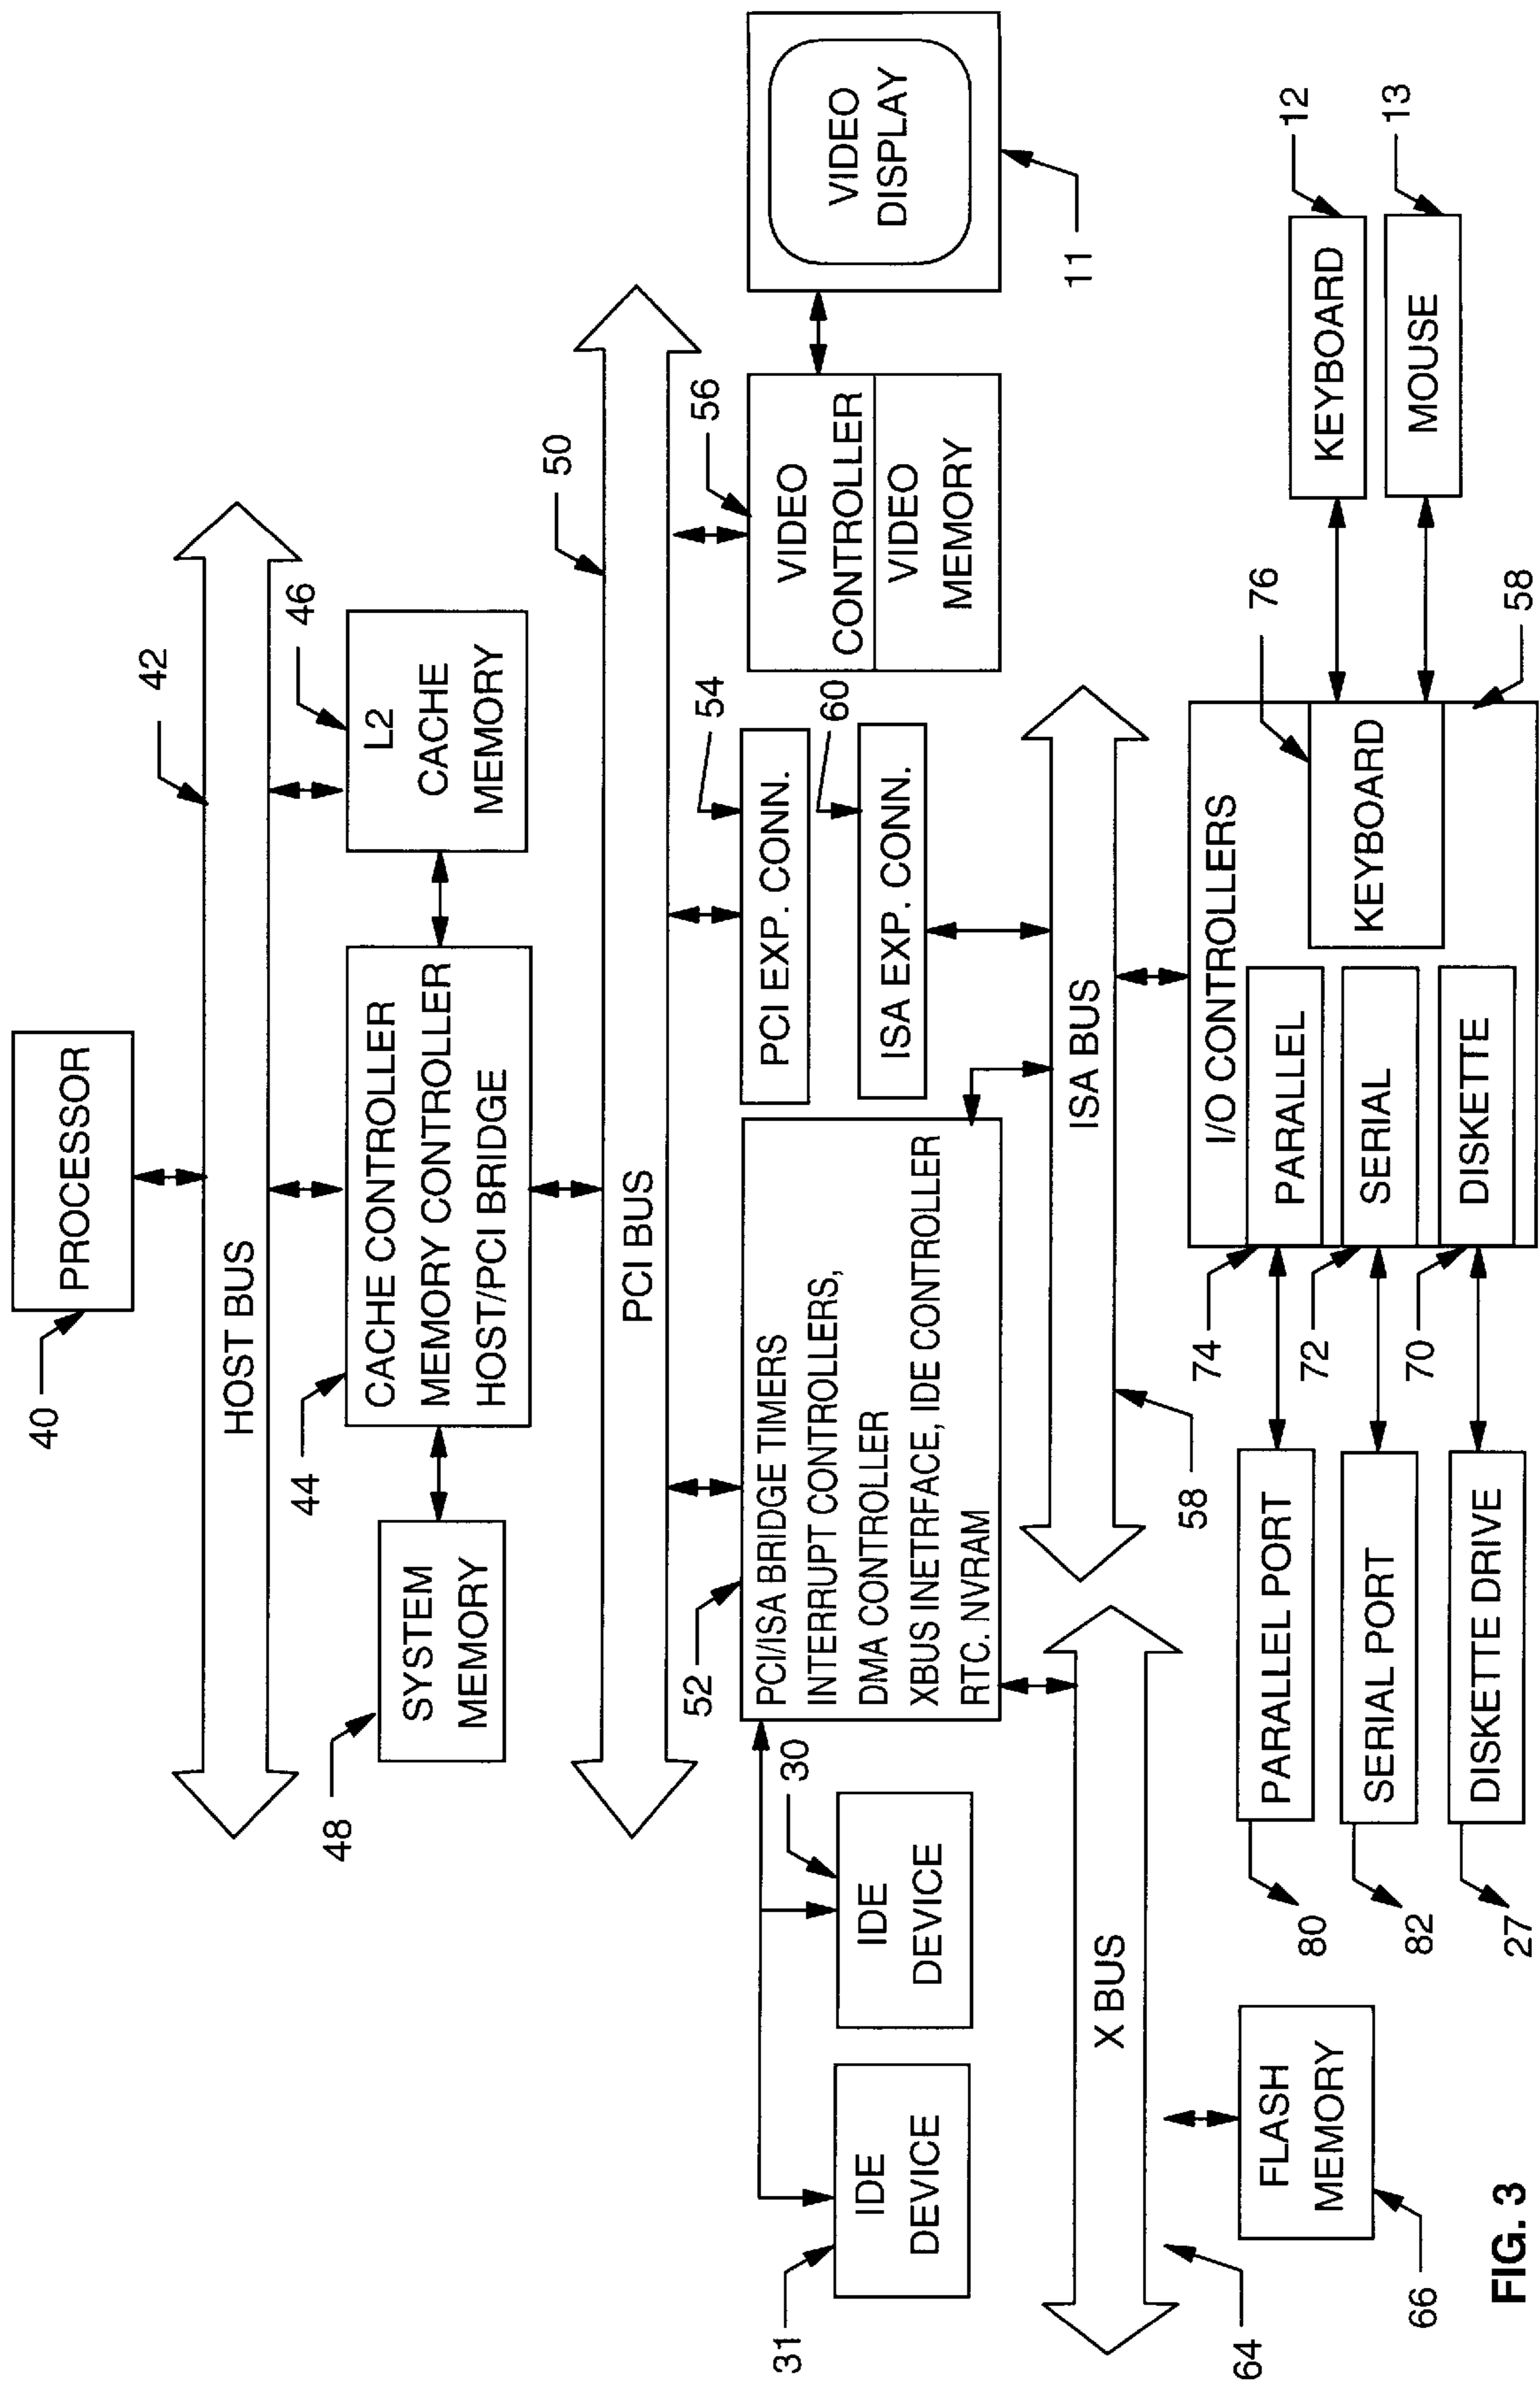 40
PROCESSOR
42
HOST BUS
44
CACHE CONTROLLER
MEMORY CONTROLLER
HOST/PCI BRIDGE
46
L2
CACHE
MEMORY
48
SYSTEM
MEMORY
50
PCI BUS
52
PCI/ISA BRIDGE TIMERS
INTERRUPT CONTROLLERS,
DMA CONTROLLER
XBUS INETRFACE, IDE CONTROLLER
RTC. NVRAM
54
PCI EXP. CONN.
60
ISA EXP. CONN.
56
VIDEO
CONTROLLER
VIDEO
MEMORY
VIDEO
DISPLAY
11
31
IDE
DEVICE
30
IDE
DEVICE
X BUS
64
ISA BUS
58
66
FLASH
MEMORY
I/O CONTROLLERS
74
PARALLEL
72
SERIAL
70
DISKETTE
76
KEYBOARD
58
KEYBOARD
12
MOUSE
13
80
PARALLEL PORT
82
SERIAL PORT
27
DISKETTE DRIVE
FIG. 3